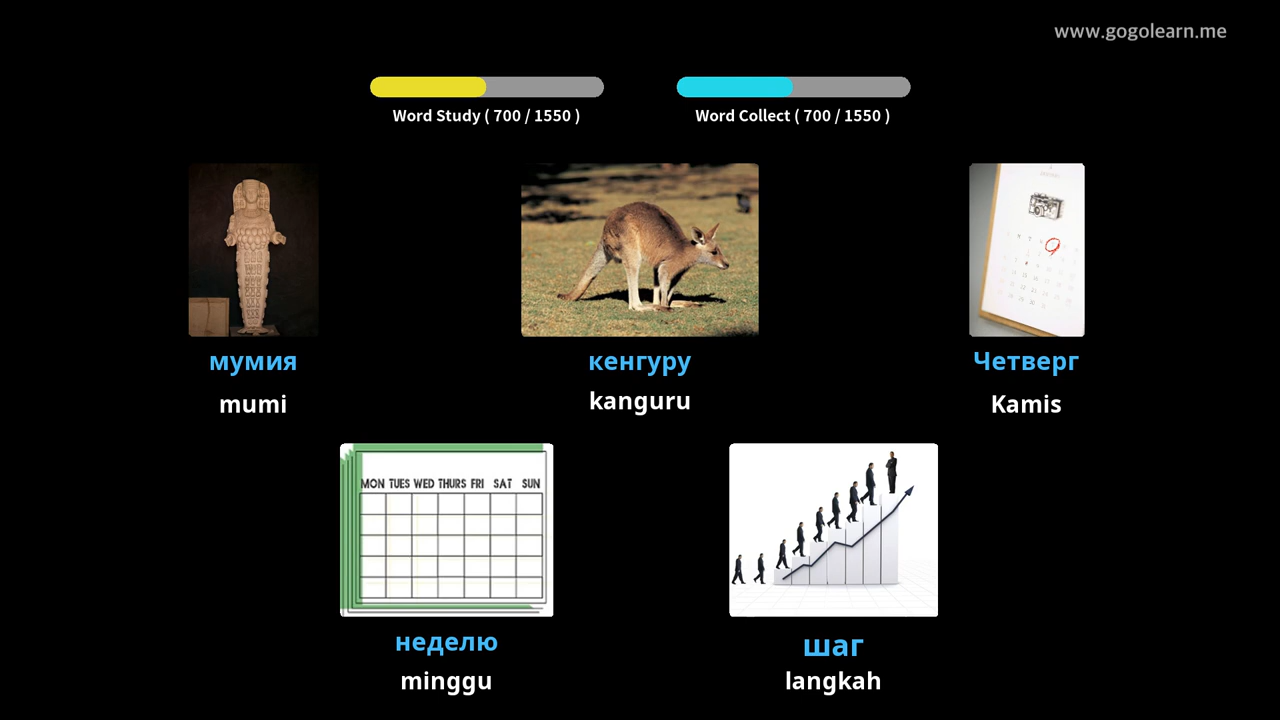 www.gogolearn.me
Word Study ( 700 / 1550 )
Word Collect ( 700 / 1550 )
мумия
mumi
кенгуру
kanguru
Четверг
Kamis
MON TUES WED THURS FRI SAT SUN
неделю
minggu
шаг
langkah